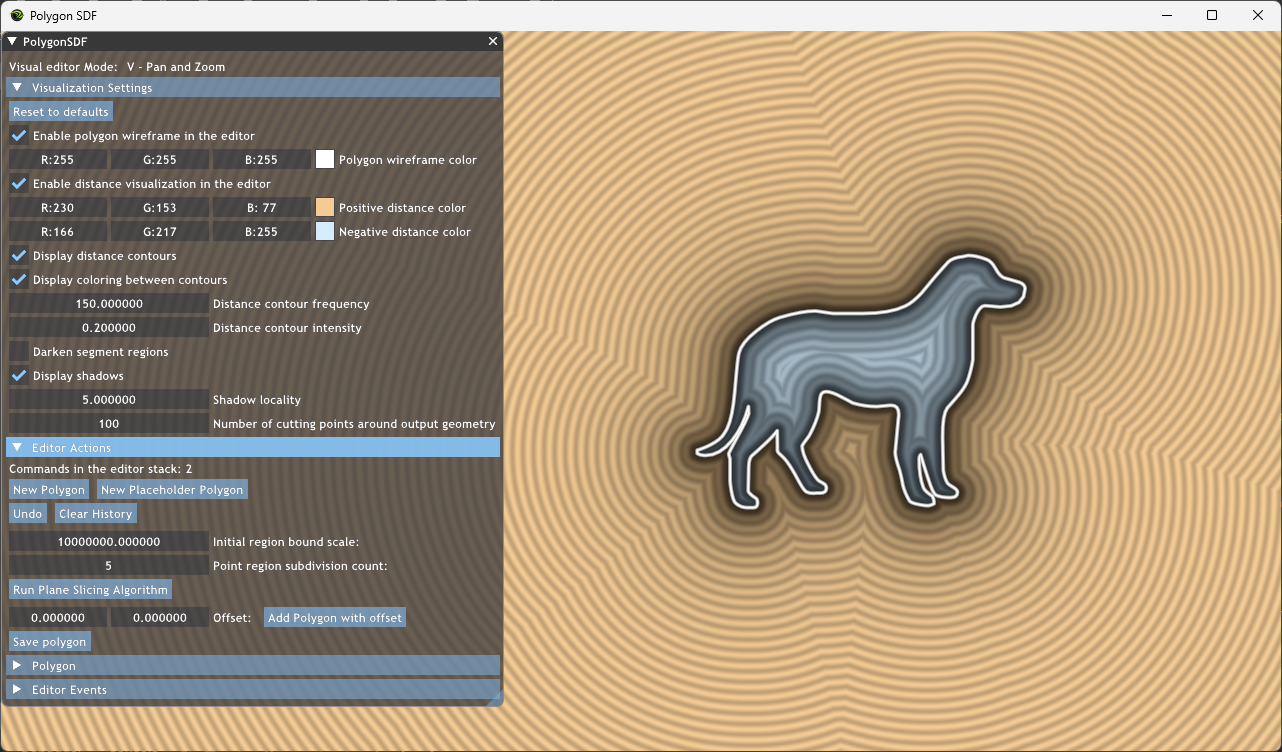 Polygon SDF
PolygonSDF
Visual editor Mode: V - Pan and Zoom
Visualization Settings
Reset to defaults
Enable polygon wireframe in the editor
R:255 G:255 B:255 Polygon wireframe color
Enable distance visualization in the editor
R:230 G:153 B: 77 Positive distance color
R:166 G:217 B:255 Negative distance color
Display distance contours
Display coloring between contours
150.000000 Distance contour frequency
0.200000 Distance contour intensity
Darken segment regions
Display shadows
5.000000 Shadow locality
100 Number of cutting points around output geometry
Editor Actions
Commands in the editor stack: 2
New Polygon New Placeholder Polygon
Undo Clear History
10000000.000000 Initial region bound scale:
5 Point region subdivision count:
Run Plane Slicing Algorithm
0.000000 0.000000 Offset: Add Polygon with offset
Save polygon
Polygon
Editor Events